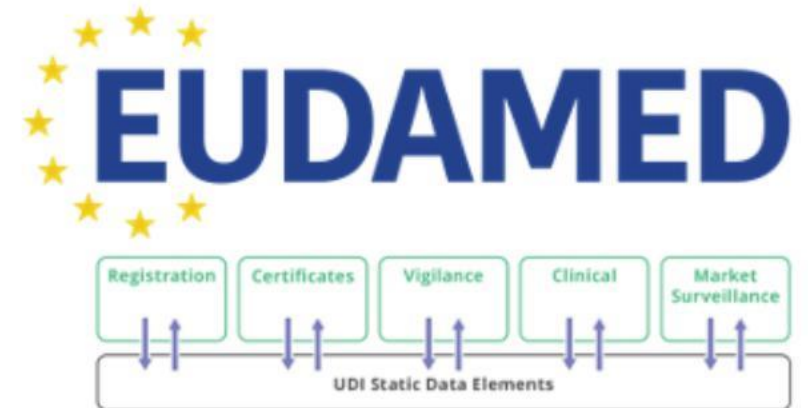 EUDAMED
Registration
Certificates
Vigilance
Clinical
Market
Surveillance
UDI Static Data Elements